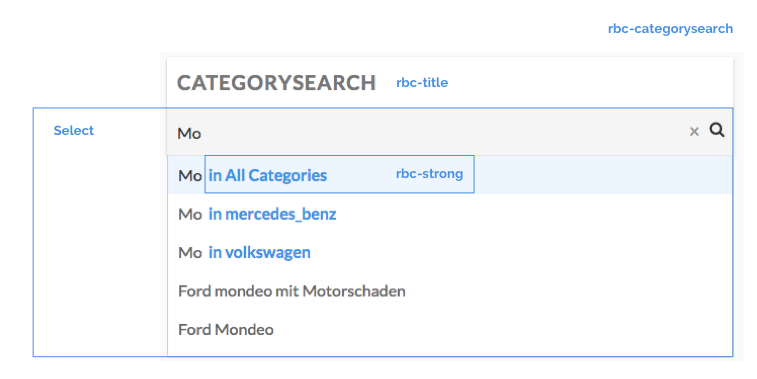 rbc-categorysearch
CATEGORYSEARCH rbc-title
Select
Mo ×
Mo in All Categories rbc-strong
Mo in mercedes_benz
Mo in volkswagen
Ford mondeo mit Motorschaden
Ford Mondeo